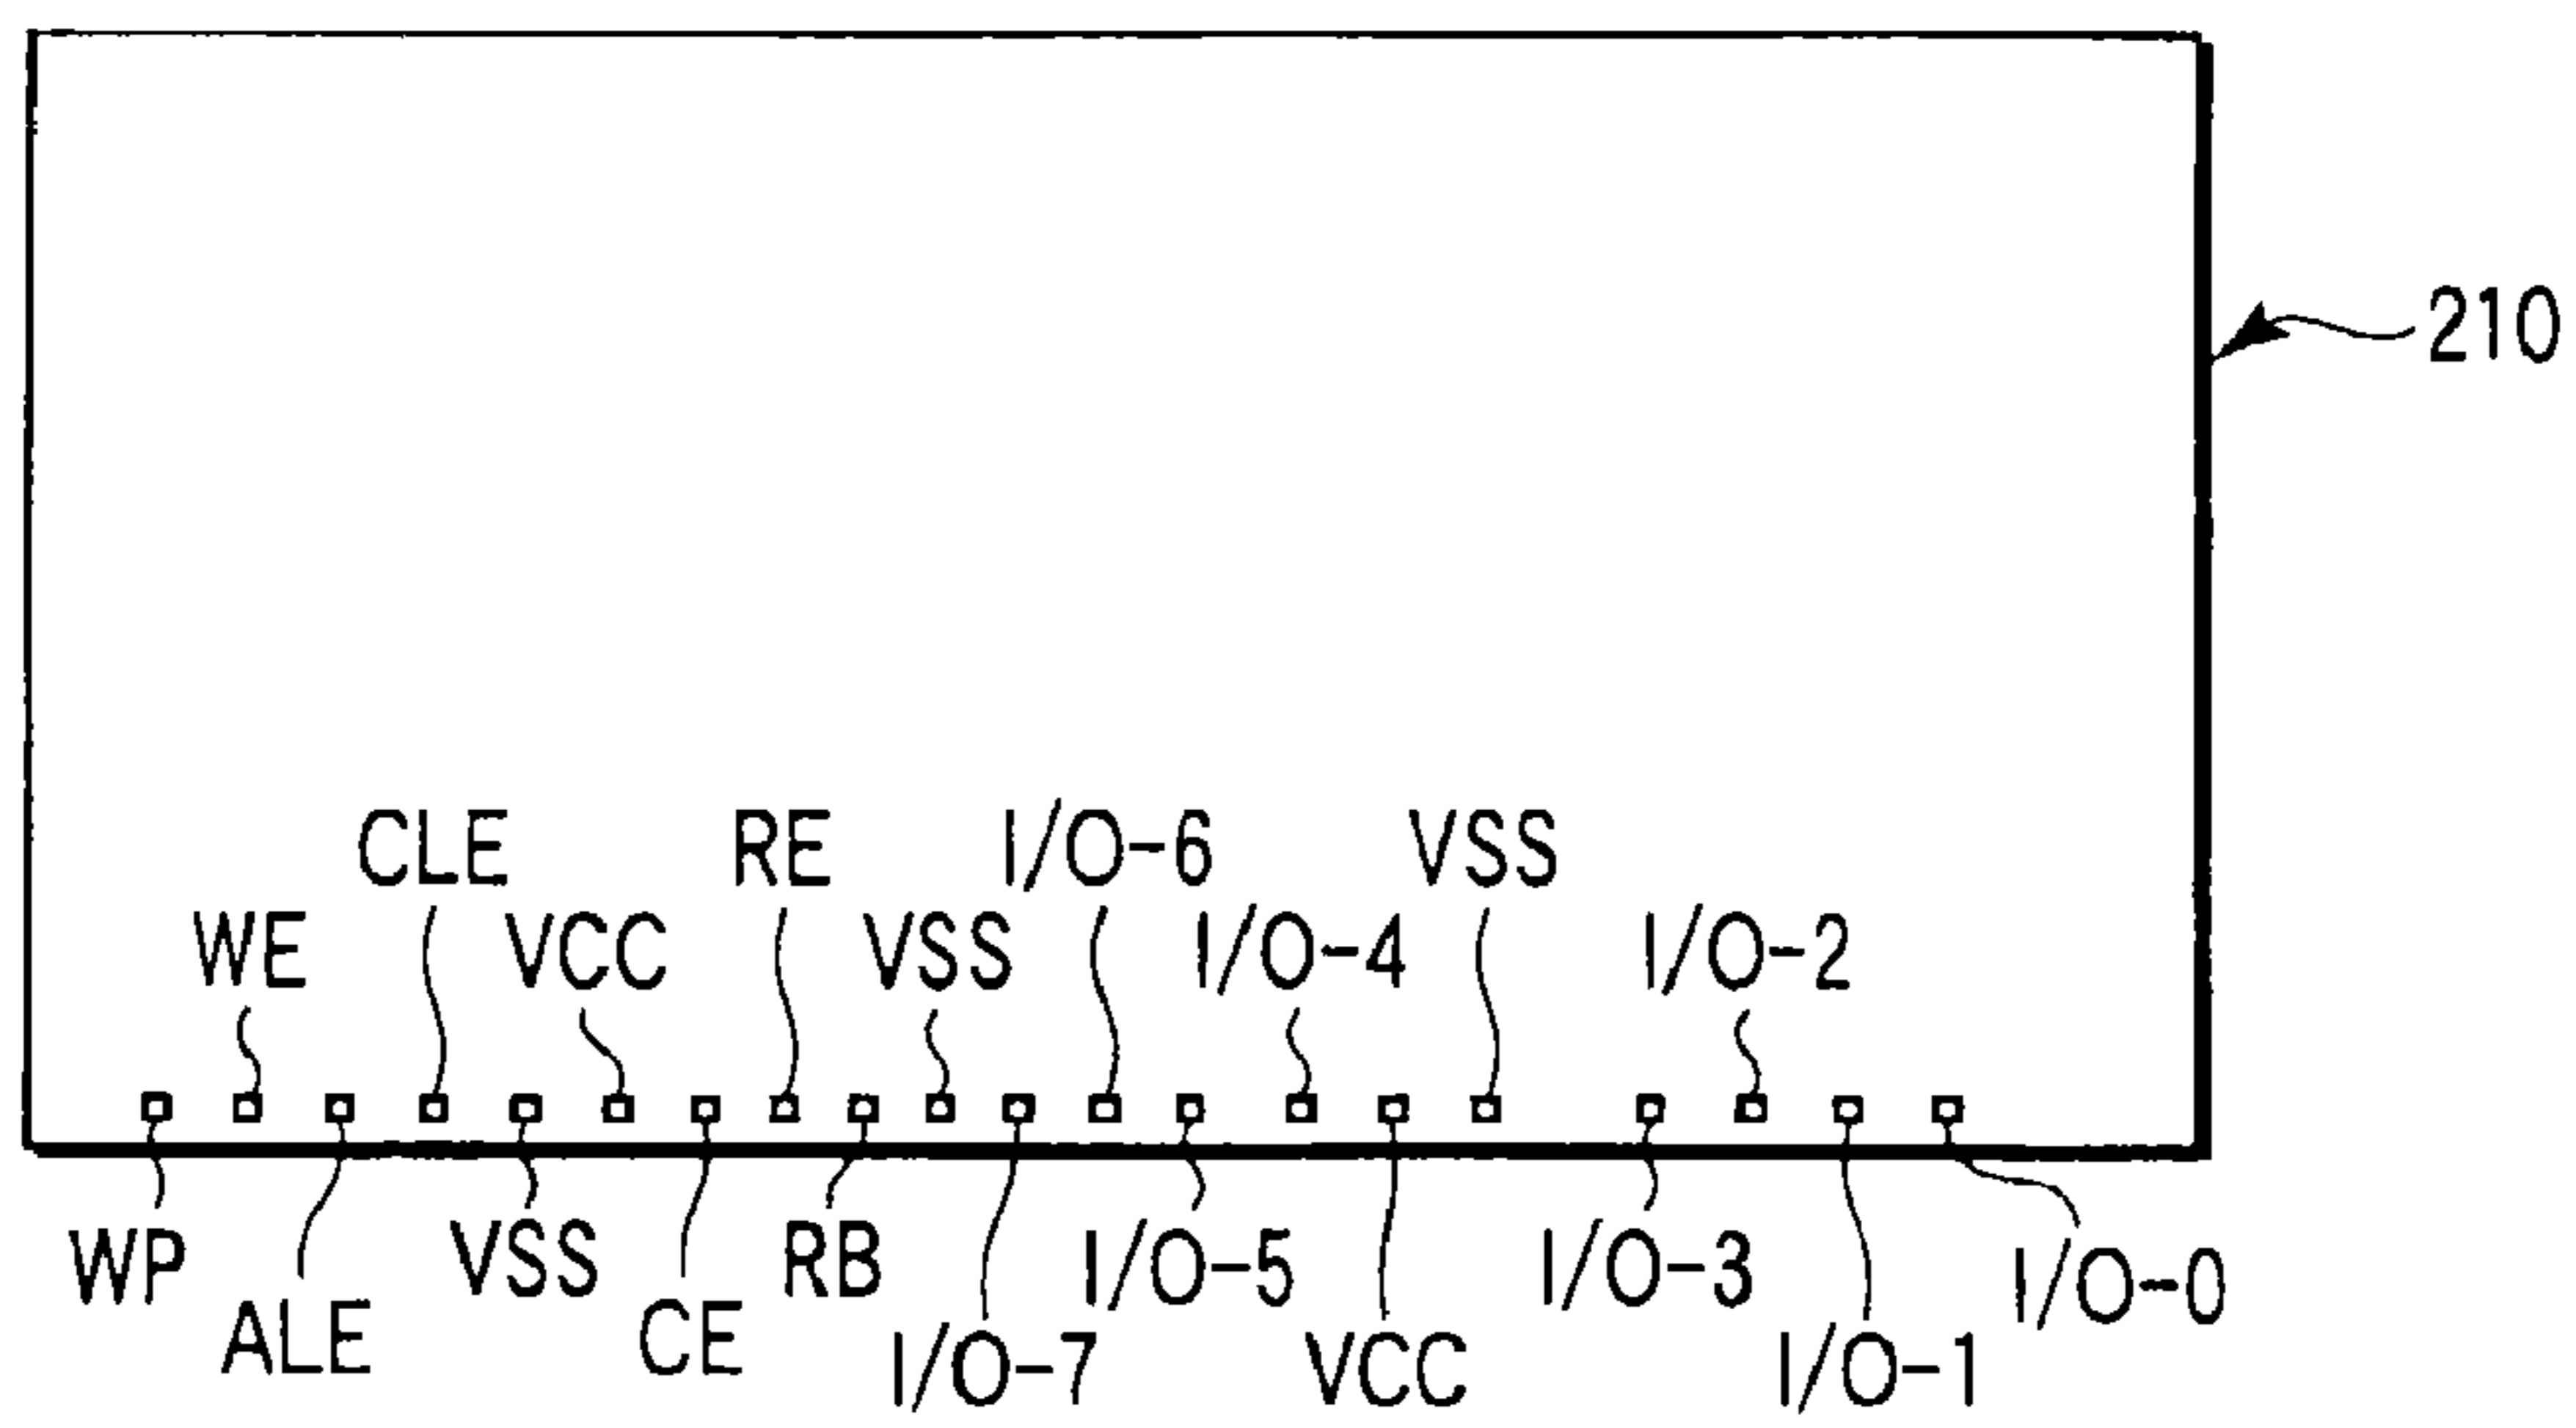 210
CLE RE I/O-6 VSS
WE VCC VSS I/O-4 I/O-2
WP VSS RB I/O-5 I/O-3 I/O-0
ALE CE I/O-7 VCC I/O-1